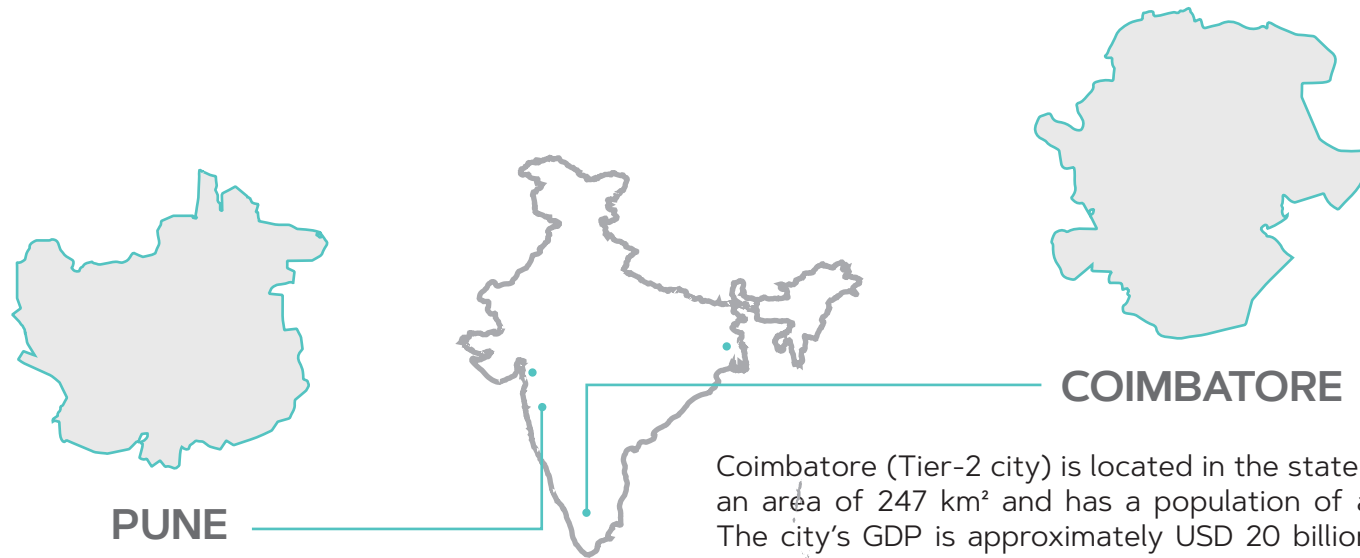 COIMBATORE
Coimbatore (Tier-2 city) is located in the state
an area of 247 km² and has a population of
The city's GDP is approximately USD 20 billion
PUNE